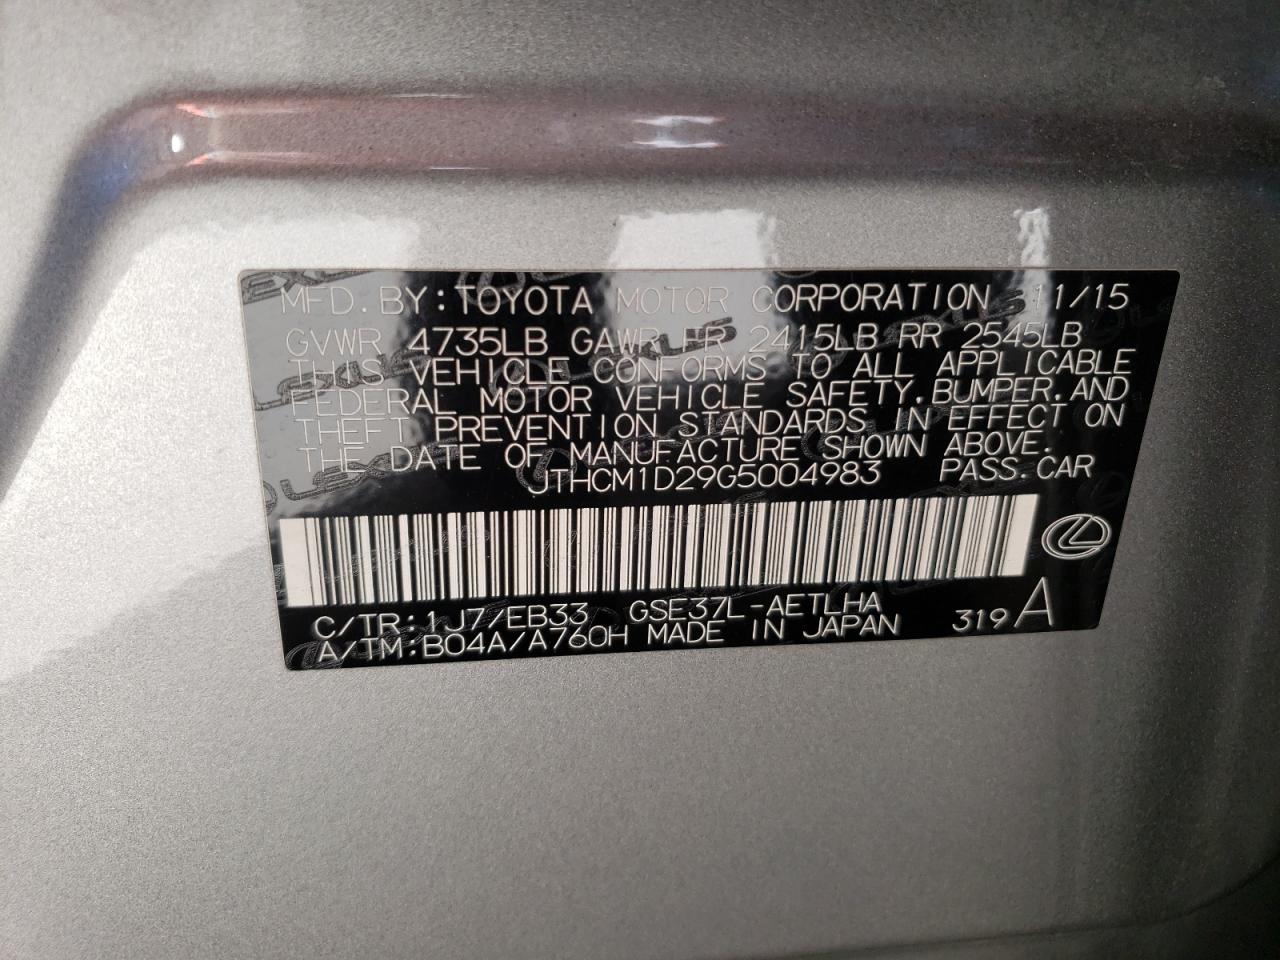 MFD. BY: TOYOTA MOTOR CORPORATION 11/15
GVWR 4735LB GAWR FR 2415LB RR 2545LB
THIS VEHICLE CONFORMS TO ALL APPLICABLE
FEDERAL MOTOR VEHICLE SAFETY, BUMPER, AND
THEFT PREVENTION STANDARDS IN EFFECT ON
THE DATE OF MANUFACTURE SHOWN ABOVE.
JTHCM1D29G5004983 PASS.CAR
C/TR:1J7/EB33 GSE37L-AETLHA
A/TM:B04A/A760H MADE IN JAPAN 319A